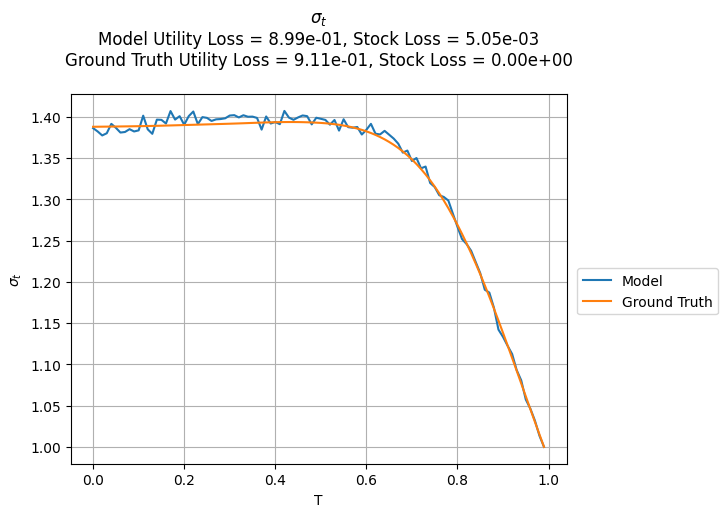 σt
Model Utility Loss = 8.99e-01, Stock Loss = 5.05e-03
Ground Truth Utility Loss = 9.11e-01, Stock Loss = 0.00e+00
1.40
1.35
1.30
1.25
1.20
1.15
1.10
1.05
1.00
σt
0.0 0.2 0.4 0.6 0.8 1.0
T
Model
Ground Truth